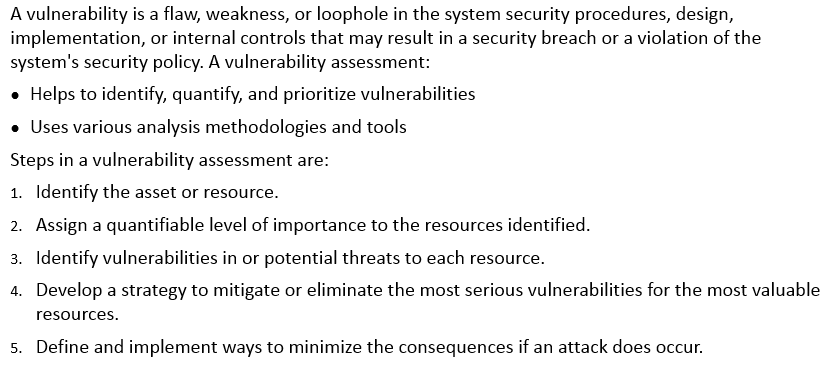 A vulnerability is a flaw, weakness, or loophole in the system security procedures, design,
implementation, or internal controls that may result in a security breach or a violation of the
system's security policy. A vulnerability assessment:
• Helps to identify, quantify, and prioritize vulnerabilities
• Uses various analysis methodologies and tools
Steps in a vulnerability assessment are:
1. Identify the asset or resource.
2. Assign a quantifiable level of importance to the resources identified.
3. Identify vulnerabilities in or potential threats to each resource.
4. Develop a strategy to mitigate or eliminate the most serious vulnerabilities for the most valuable
resources.
5. Define and implement ways to minimize the consequences if an attack does occur.